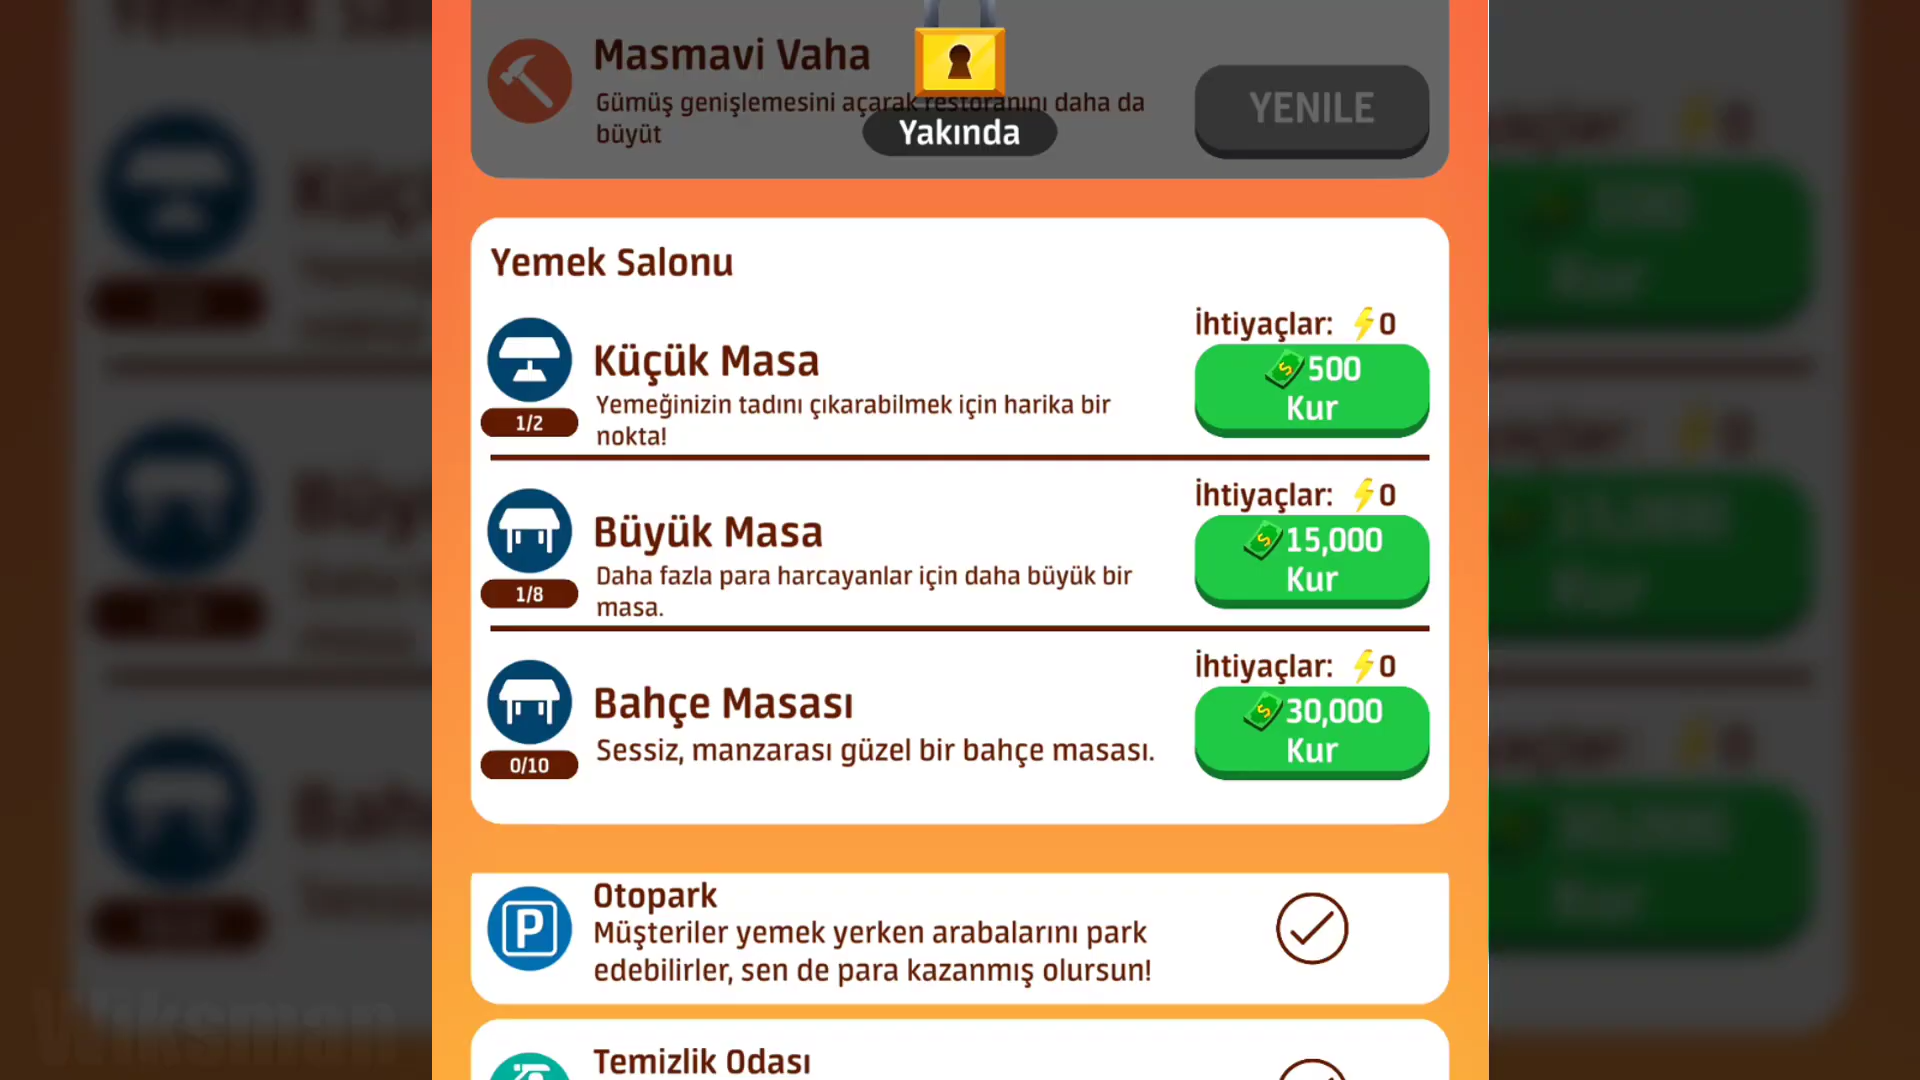 Masmavi Vaha
Gümüş genişlemesini açarak restoranını daha da
büyüt
YENILE
Yakında
Yemek Salonu
Küçük Masa
Yemeğinizin tadını çıkarabilmek için harika bir
nokta!
1/2
İhtiyaçlar: 0
500
Kur
Büyük Masa
Daha fazla para harcayanlar için daha büyük bir
masa.
1/8
İhtiyaçlar: 0
15,000
Kur
Bahçe Masası
Sessiz, manzarası güzel bir bahçe masası.
0/10
İhtiyaçlar: 0
30,000
Kur
Otopark
Müşteriler yemek yerken arabalarını park
edebilirler, sen de para kazanmış olursun!
Temizlik Odası
Wiksman